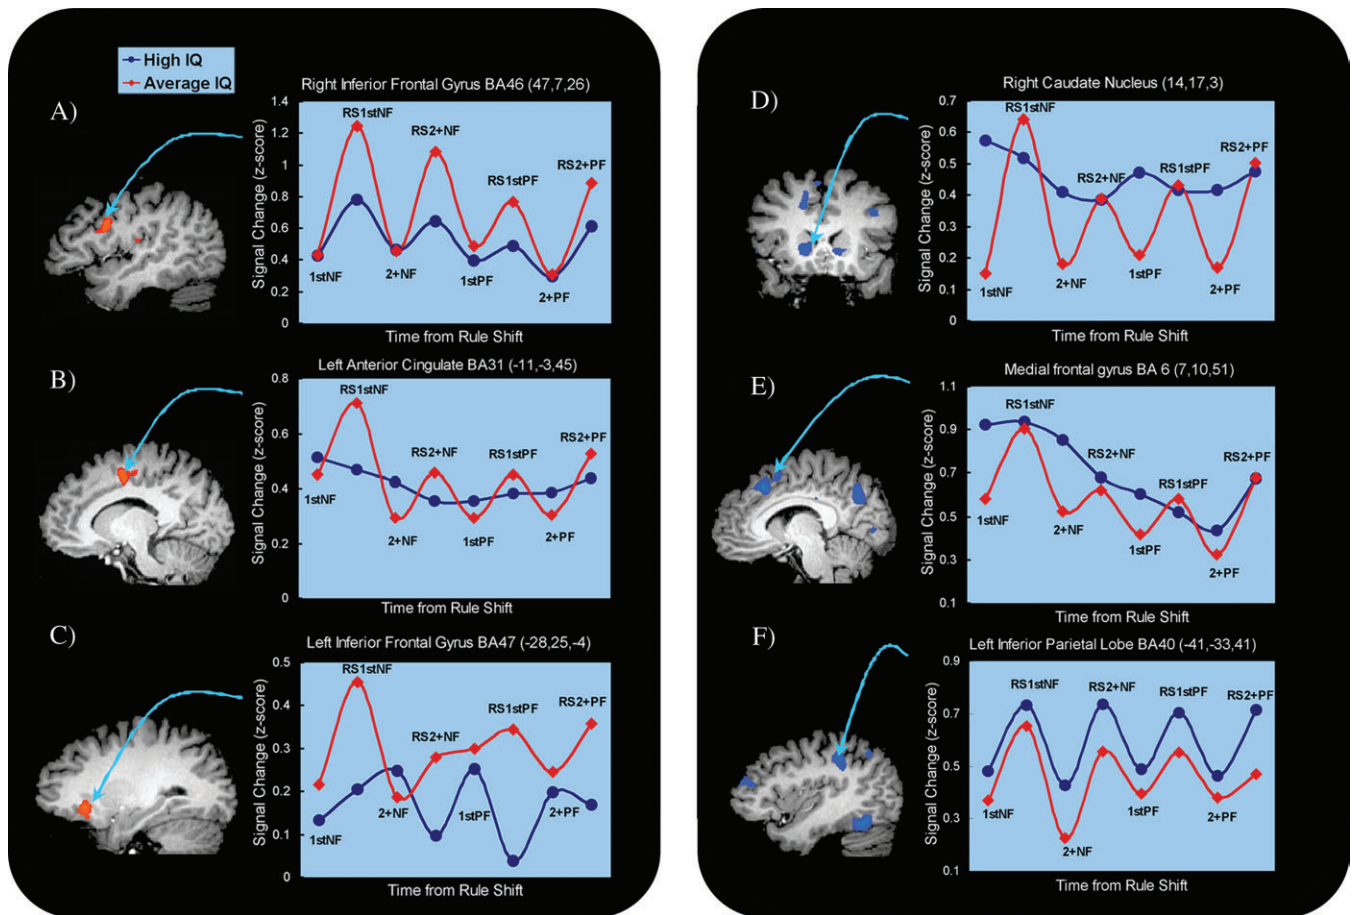 High IQ
Average IQ
A)
Right Inferior Frontal Gyrus BA46 (47,7,26)
Signal Change (z-score)
1.4
1.2
1
0.8
0.6
0.4
0.2
0
RS1stNF
RS2+NF
RS1stPF
RS2+PF
1stNF
2+NF
1stPF
2+PF
Time from Rule Shift
B)
Left Anterior Cingulate BA31 (-11,-3,45)
Signal Change (z-score)
0.8
0.6
0.4
0.2
0
RS1stNF
RS2+NF
RS1stPF
RS2+PF
1stNF
2+NF
1stPF
2+PF
Time from Rule Shift
C)
Left Inferior Frontal Gyrus BA47 (-28,25,-4)
Signal Change (z-score)
0.5
0.4
0.3
0.2
0.1
0
RS1stNF
RS2+NF
RS1stPF
RS2+PF
1stNF
2+NF
1stPF
2+PF
Time from Rule Shift
D)
Right Caudate Nucleus (14,17,3)
Signal Change (z-score)
0.7
0.6
0.5
0.4
0.3
0.2
0.1
0
RS1stNF
RS2+NF
RS1stPF
RS2+PF
1stNF
2+NF
1stPF
2+PF
Time from Rule Shift
E)
Medial frontal gyrus BA 6 (7,10,51)
Signal Change (z-score)
1.1
0.9
0.7
0.5
0.3
0.1
RS1stNF
RS2+NF
RS1stPF
RS2+PF
1stNF
2+NF
1stPF
2+PF
Time from Rule Shift
F)
Left Inferior Parietal Lobe BA40 (-41,-33,41)
Signal Change (z-score)
0.9
0.7
0.5
0.3
0.1
RS1stNF
RS2+NF
RS1stPF
RS2+PF
1stNF
2+NF
1stPF
2+PF
Time from Rule Shift